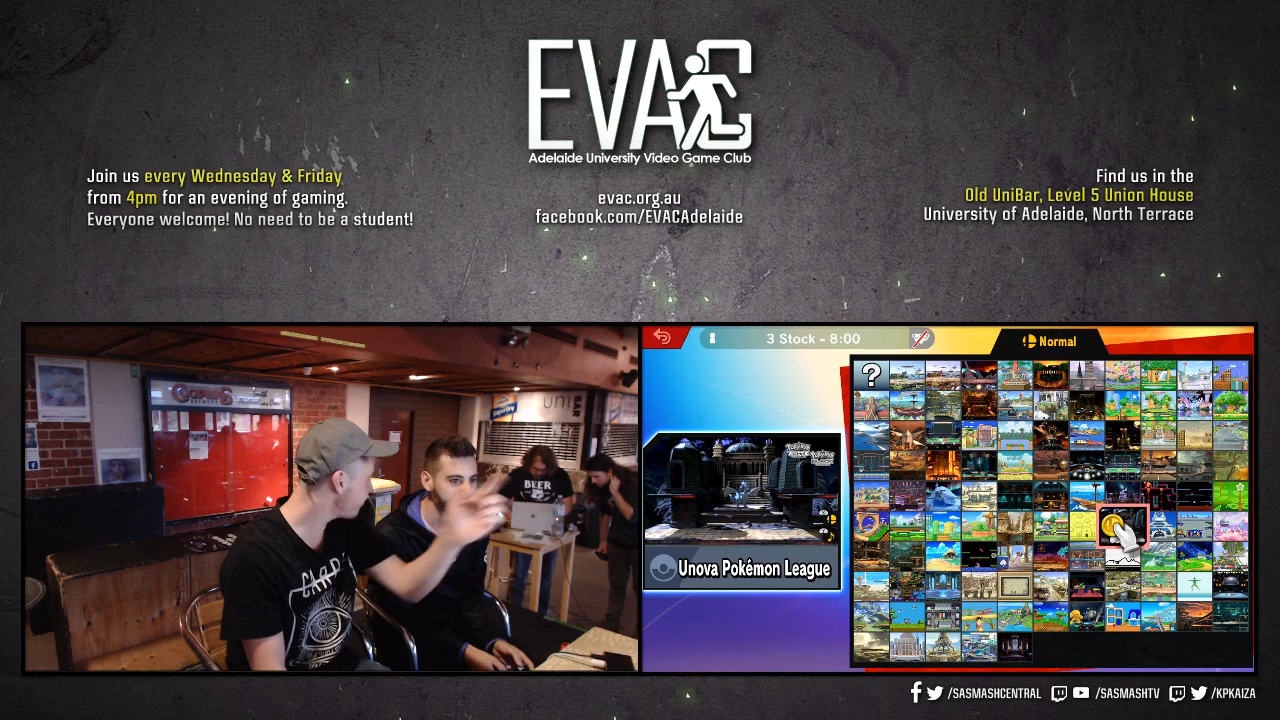 EVAC
Adelaide University Video Game Club
Join us every Wednesday & Friday
from 4pm for an evening of gaming.
Everyone welcome! No need to be a student!
evac.org.au
facebook.com/EVACAdelaide
Find us in the
Old UniBar, Level 5 Union House
University of Adelaide, North Terrace
3 Stock - 8:00
Normal
?
UNIBAR
BEER
CARP
Unova Pokémon League
/SASMASHCENTRAL
/SASMASHTV
/KPKAIZA